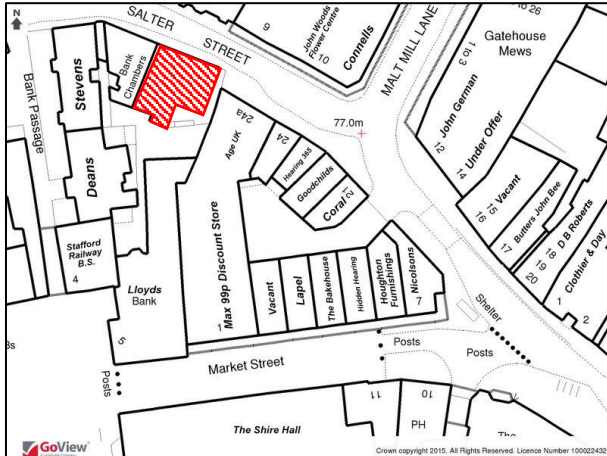 N
SALTER
STREET
9
John Woods
Flower Centre
10
Connells
MALT MILL LANE
to 26
Gatehouse
Mews
1 to 3
John German
12
Under Offer
14
Bank Passage
Stevens
Bank
Chambers
77.0m
24a
Age UK
24
Hearing 365
Goodchilds
Coral
21
Vacant
15
16
Butters John Bee
17
D B Roberts
18
19
20
Clothier & Day
1
2
Deans
Stafford
Railway
B.S.
4
Lloyds
Bank
5
Max 99p Discount Store
1
Vacant
Lapel
The Bakehouse
Hidden Hearing
Houghton
Furnishings
Nicolsons
7
Shelter
Posts
Posts
Market Street
Posts
11
10
PH
The Shire Hall
The
GoView
Crown copyright 2015. All Rights Reserved. Licence Number 100022432